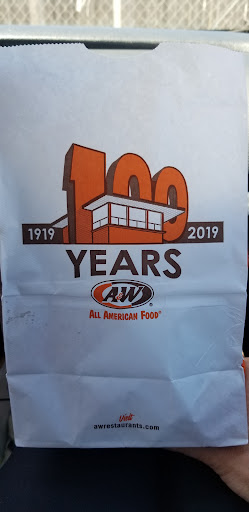 100
1919 2019
YEARS
A&W®
ALL AMERICAN FOOD®
Visit
awrestaurants.com